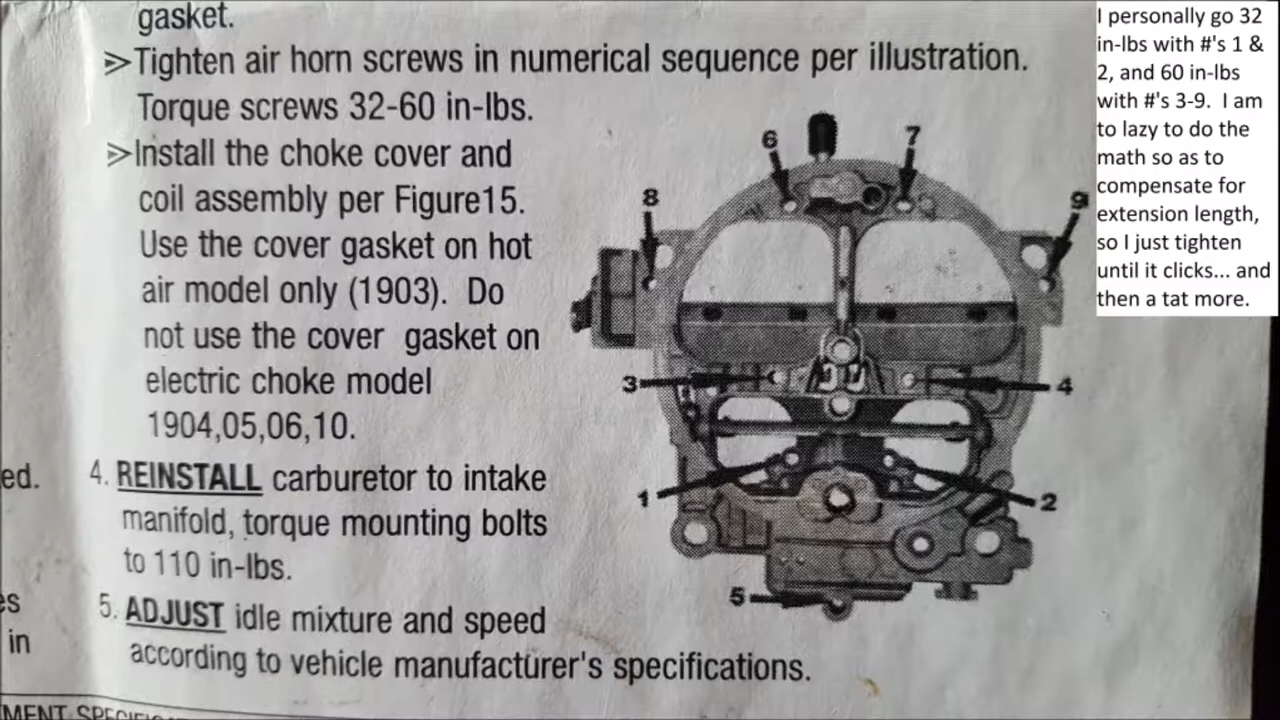 gasket.
⋗Tighten air horn screws in numerical sequence per illustration.
Torque screws 32-60 in-lbs.
⋗Install the choke cover and
coil assembly per Figure15.
Use the cover gasket on hot
air model only (1903). Do
not use the cover gasket on
electric choke model
1904,05,06,10.
4. REINSTALL carburetor to intake
manifold, torque mounting bolts
to 110 in-lbs.
5. ADJUST idle mixture and speed
according to vehicle manufacturer's specifications.
ed.
in
6
7
8
9
3
4
1
2
5
I personally go 32
in-lbs with #'s 1 &
2, and 60 in-lbs
with #'s 3-9. I am
to lazy to do the
math so as to
compensate for
extension length,
so I just tighten
until it clicks... and
then a tat more.